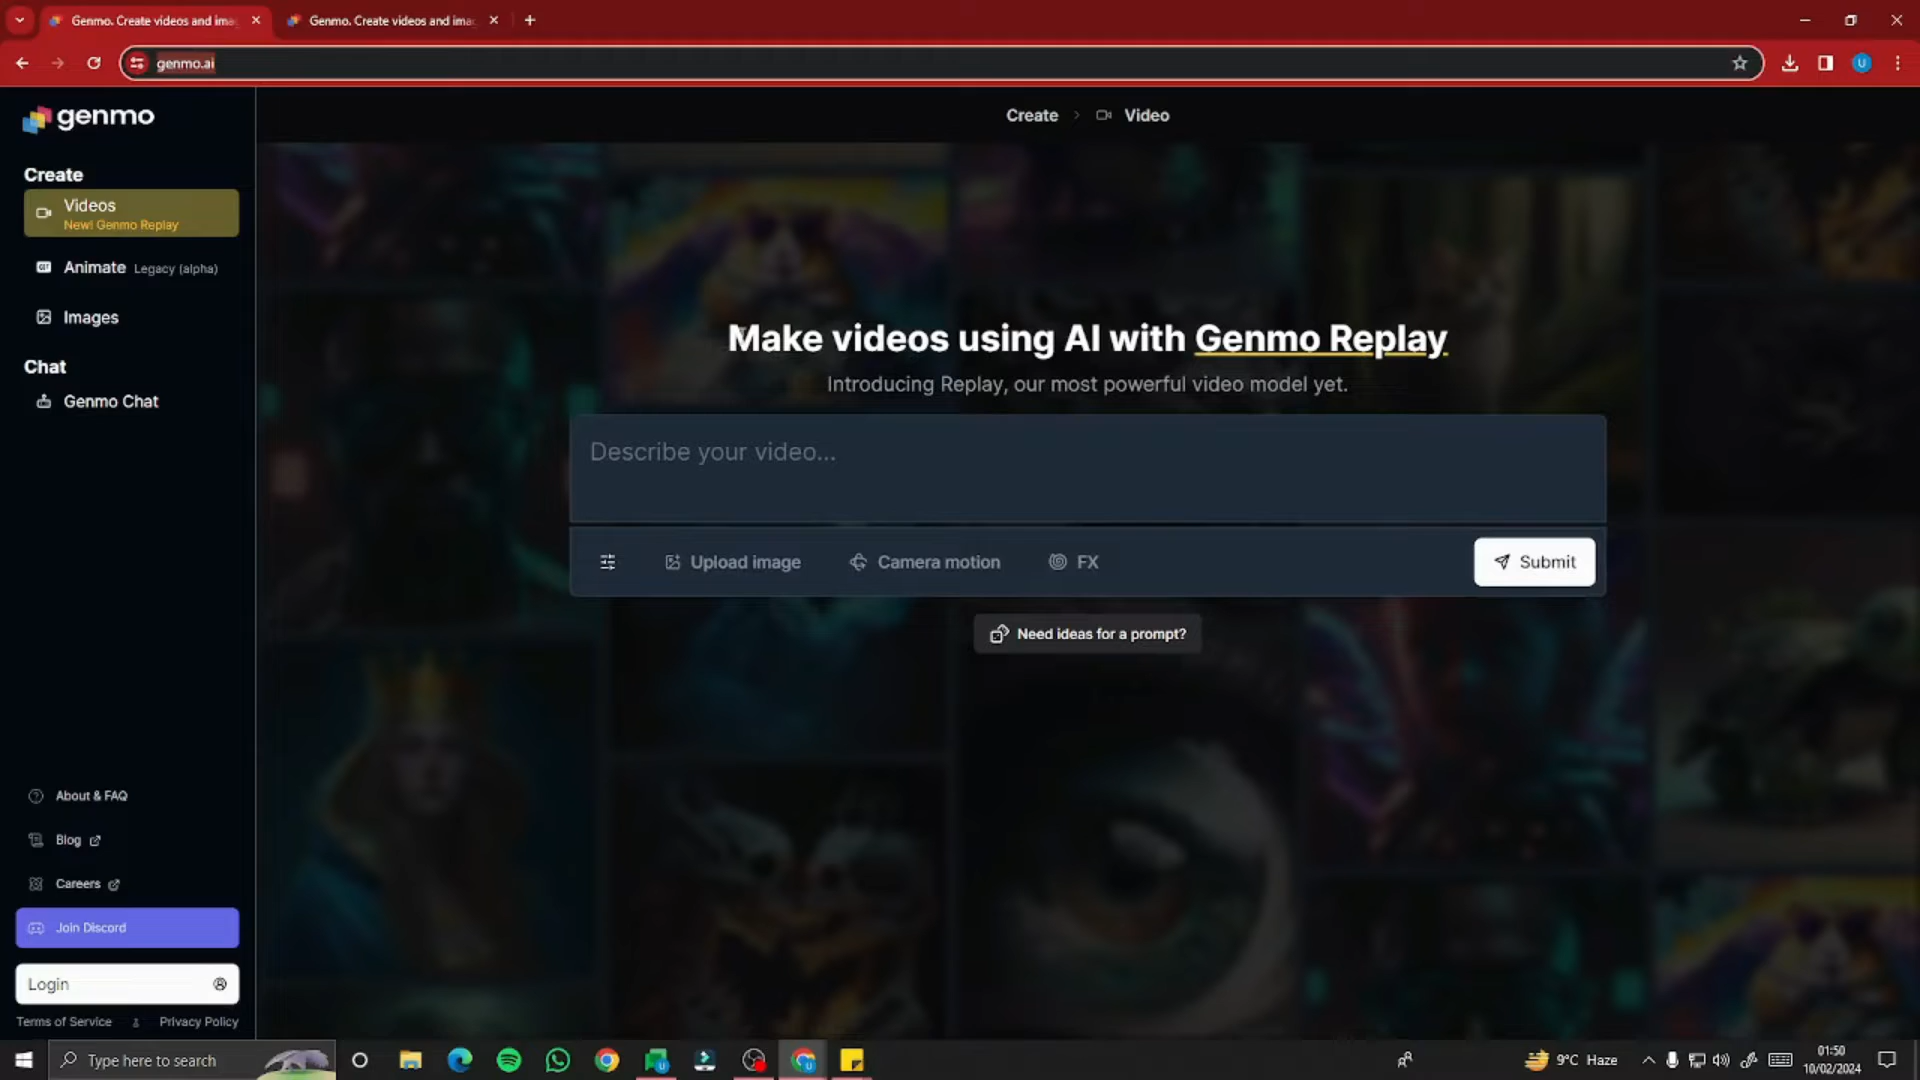 Genmo. Create videos and ima
Genmo. Create videos and ima
genmo.ai
U
genmo
Create
Videos
New! Genmo Replay
Animate Legacy (alpha)
GIF
Images
Chat
Genmo Chat
Create > Video
Make videos using AI with Genmo Replay
Introducing Replay, our most powerful video model yet.
Describe your video...
Upload image
Camera motion
FX
Submit
Need ideas for a prompt?
About & FAQ
Blog
Careers
Join Discord
Login
Terms of Service
Privacy Policy
Type here to search
9°C Haze
01:50
10/02/2024